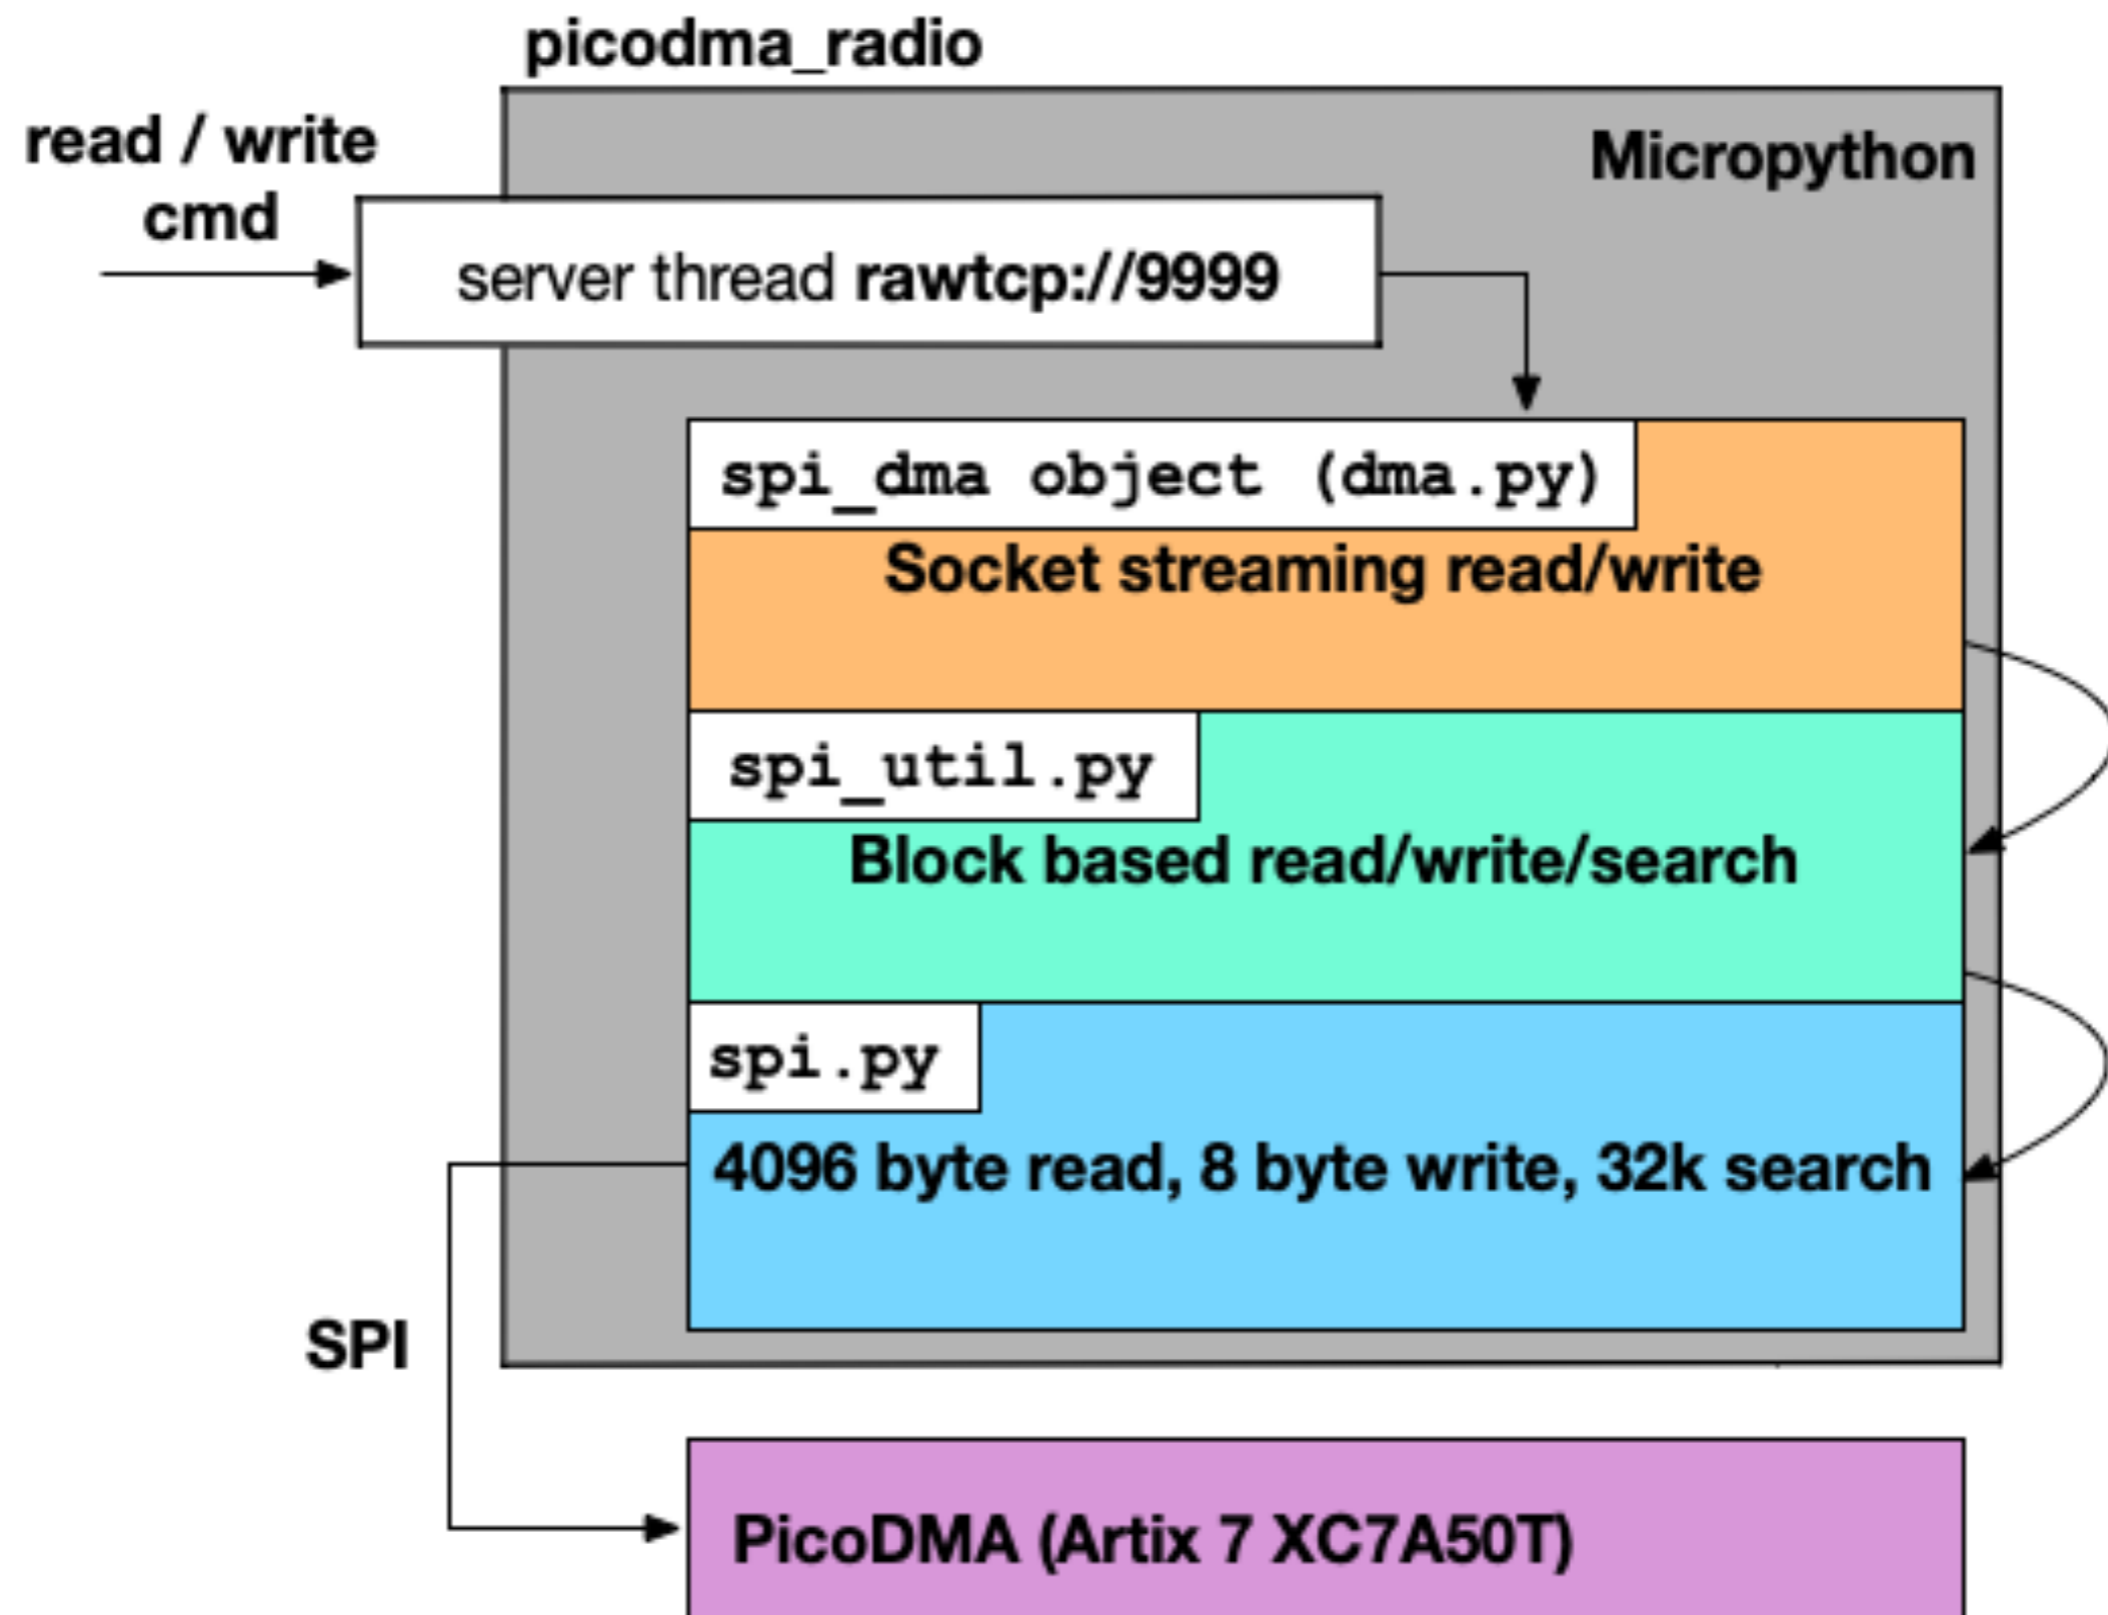 picodma_radio
read / write
cmd
Micropython
server thread rawtcp://9999
spi_dma object (dma.py)
Socket streaming read/write
spi_util.py
Block based read/write/search
spi.py
4096 byte read, 8 byte write, 32k search
SPI
PicoDMA (Artix 7 XC7A50T)